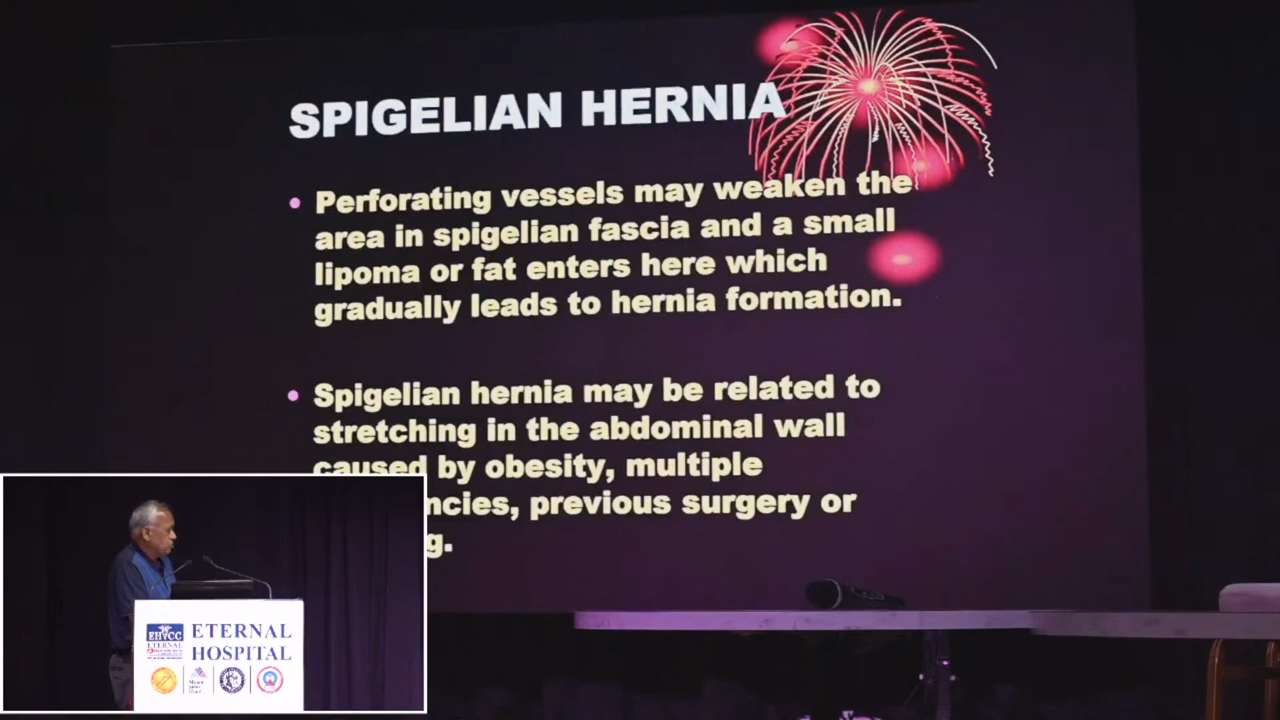 SPIGELIAN HERNIA
• Perforating vessels may weaken the
area in spigelian fascia and a small
lipoma or fat enters here which
gradually leads to hernia formation.
• Spigelian hernia may be related to
stretching in the abdominal wall
caused by obesity, multiple
ncies, previous surgery or
g.
EHCC
ETERNAL
ETERNAL
HOSPITAL